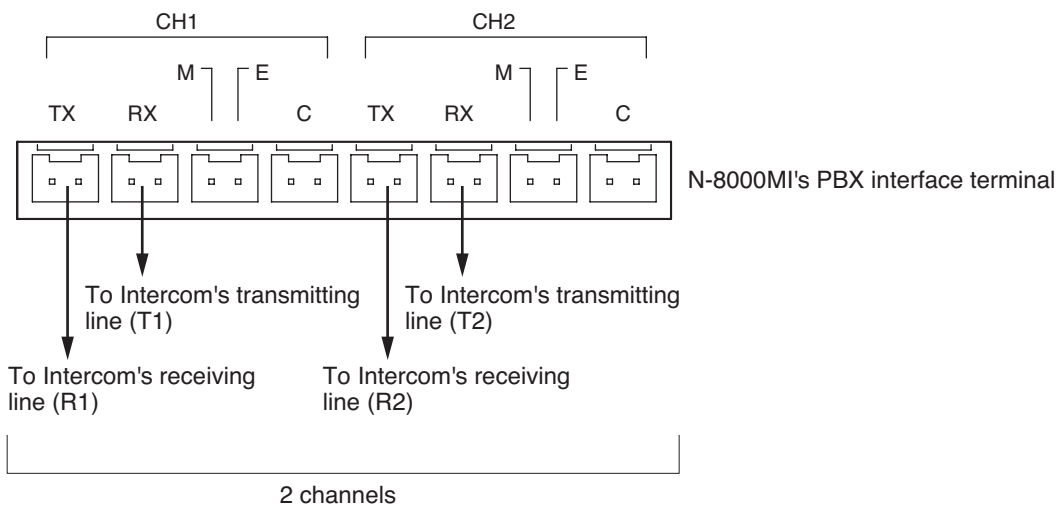 CH1 CH2
M E M E
TX RX C TX RX C
N-8000MI's PBX interface terminal
To Intercom's transmitting
line (T1)
To Intercom's transmitting
line (T2)
To Intercom's receiving
line (R1)
To Intercom's receiving
line (R2)
2 channels